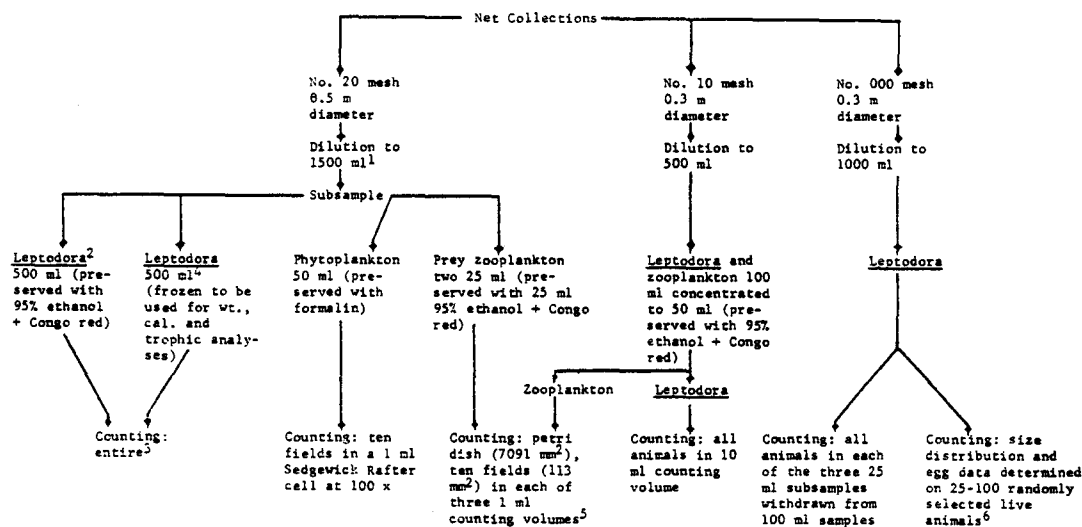 Net Collections
No. 20 mesh
0.5 m
diameter
No. 10 mesh
0.3 m
diameter
No. 000 mesh
0.3 m
diameter
Dilution to
1500 ml1
Dilution to
500 ml
Dilution to
1000 ml
Subsample
Leptodora2
500 ml (pre-
served with
95% ethanol
+ Congo red)
Leptodora
500 ml4
(frozen to be
used for wt.,
cal. and
trophic analy-
ses)
Phytoplankton
50 ml (pre-
served with
formalin)
Prey zooplankton
two 25 ml (pre-
served with 25 ml
95% ethanol + Congo
red)
Leptodora and
zooplankton 100
ml concentrated
to 50 ml (pre-
served with 95%
ethanol + Congo
red)
Leptodora
Zooplankton
Leptodora
Counting:
entire3
Counting: ten
fields in a 1 ml
Sedgewick Rafter
cell at 100 x
Counting: petri
dish (7091 mm2),
ten fields (113
mm2) in each of
three 1 ml
counting volumes5
Counting: all
animals in 10
ml counting
volume
Counting: all
animals in each
of the three 25
ml subsamples
withdrawn from
100 ml samples
Counting: size
distribution and
egg data determined
on 25-100 randomly
selected live
animals6